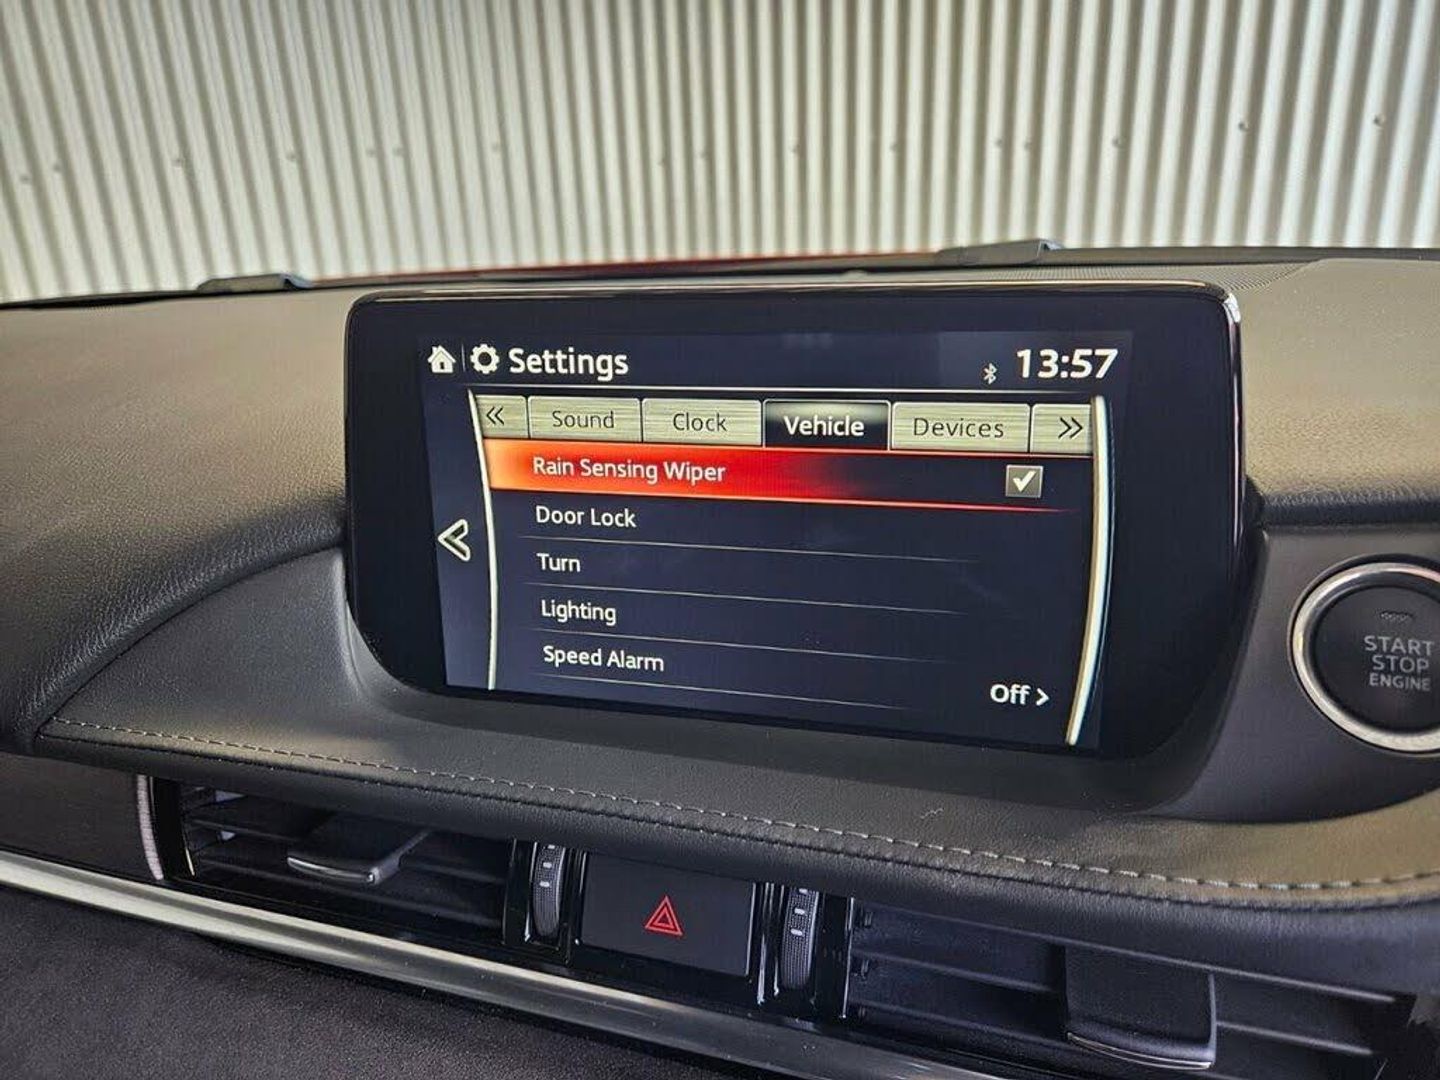 Settings 13:57
« Sound Clock Vehicle Devices »
Rain Sensing Wiper
Door Lock
Turn
Lighting
Speed Alarm
Off >
START
STOP
ENGINE